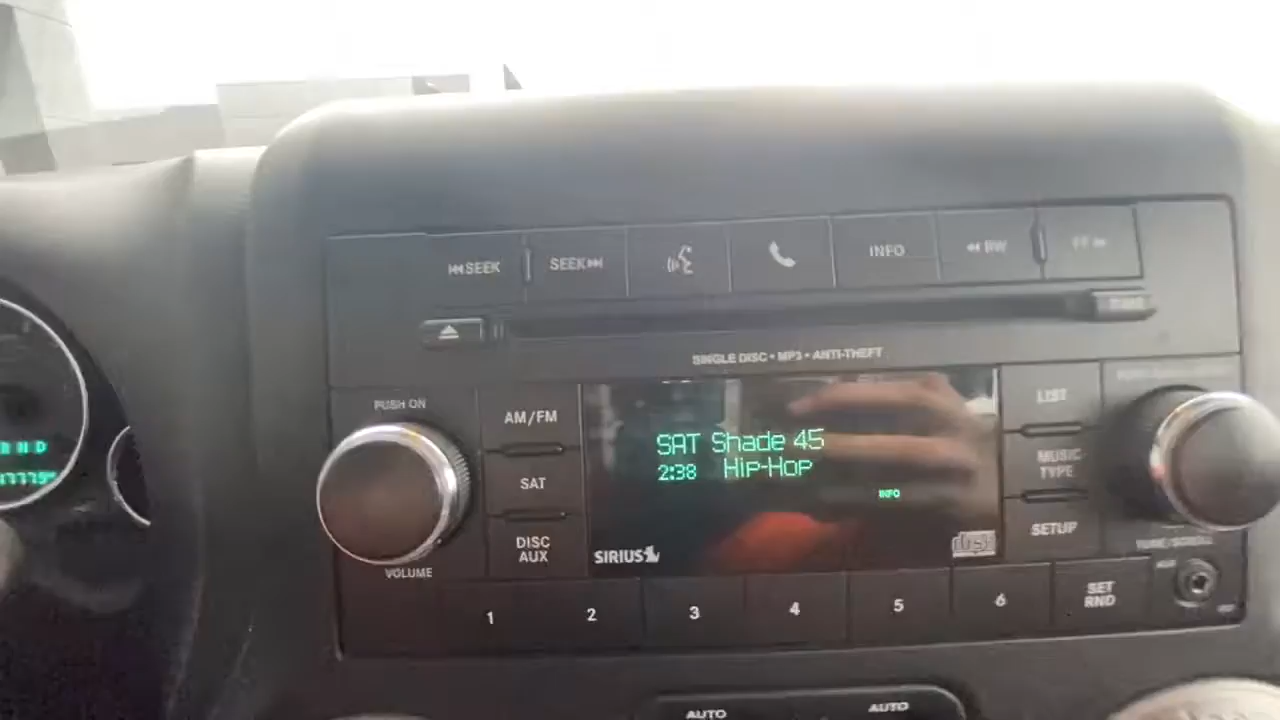 ⏮SEEK
SEEK⏭
INFO
◀◀ RW
FF ▶▶
SINGLE DISC • MP3 • ANTI-THEFT
PUSH ON
VOLUME
AM/FM
SAT
DISC
AUX
SAT Shade 45
2:38 Hip-Hop
INFO
SIRIUS
disc
LIST
MUSIC
TYPE
SETUP
TUNE/SCROLL
1
2
3
4
5
6
SET
RND
R N D
AUTO
AUTO